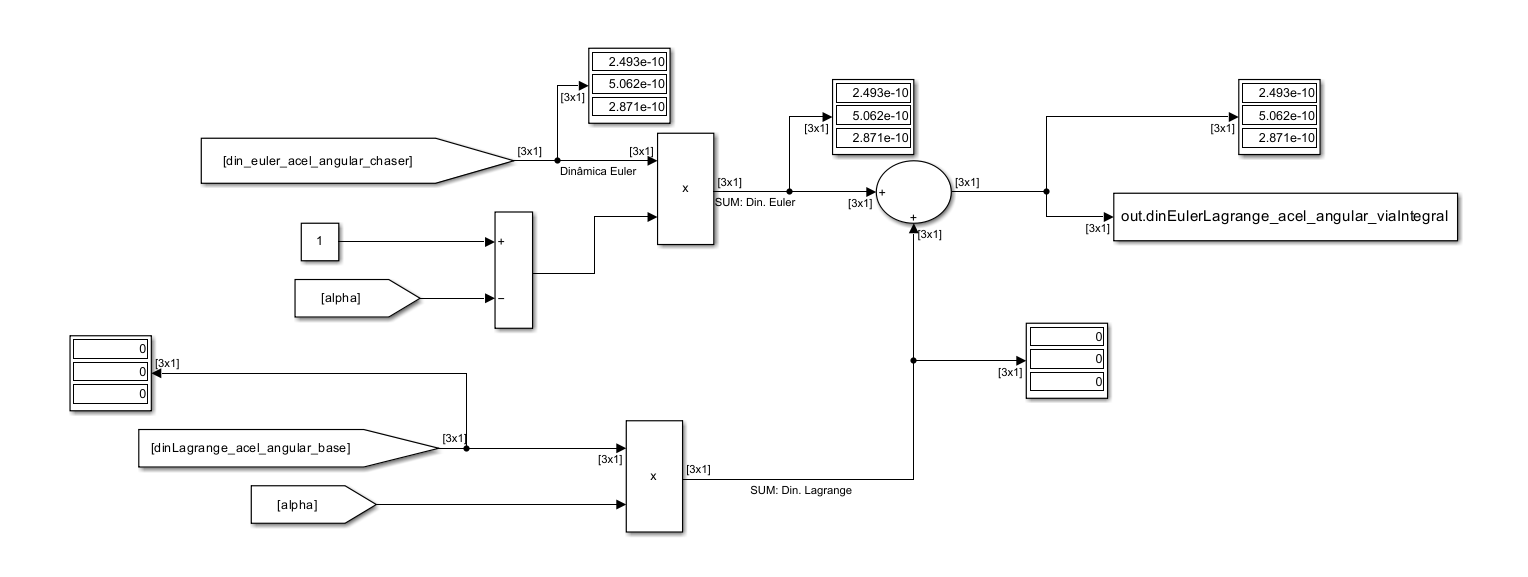 2.493e-10
5.062e-10
2.871e-10
[3x1]
2.493e-10
5.062e-10
2.871e-10
[3x1]
2.493e-10
5.062e-10
2.871e-10
[3x1]
[din_euler_acel_angular_chaser]
[3x1]
Dinâmica Euler
[3x1]
x
[3x1]
SUM: Din. Euler
[3x1]
+
+
[3x1]
[3x1]
[3x1]
out.dinEulerLagrange_acel_angular_viaIntegral
1
+
[alpha]
−
0
0
0
[3x1]
0
0
0
[3x1]
[dinLagrange_acel_angular_base]
[3x1]
[3x1]
x
[3x1]
SUM: Din. Lagrange
[alpha]